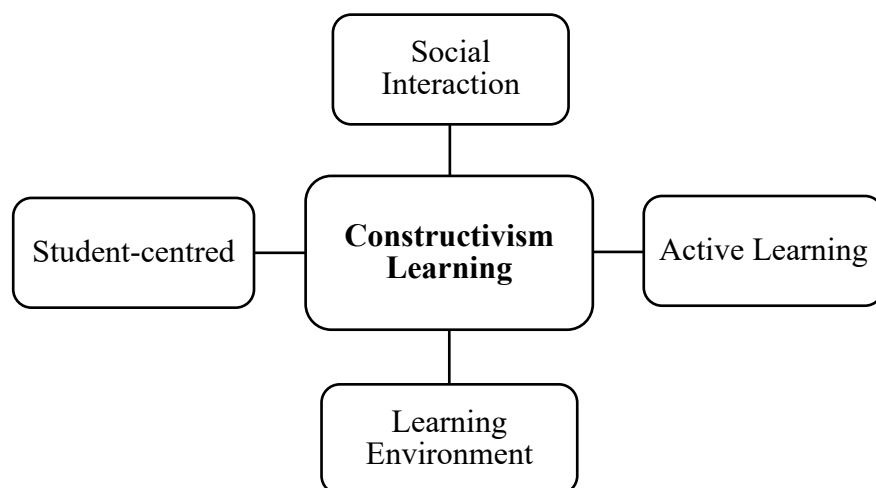 Social
Interaction
Student-centred
Constructivism
Learning
Active Learning
Learning
Environment